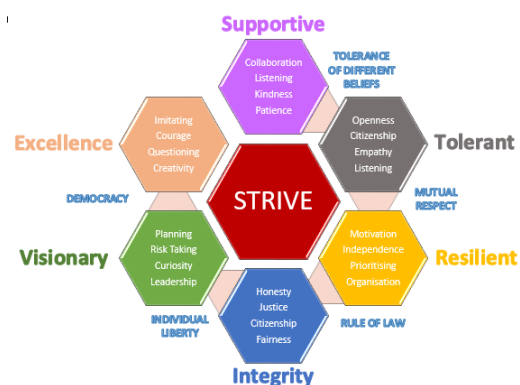 Supportive
Collaboration
Listening
Kindness
Patience
TOLERANCE
OF DIFFERENT
BELIEFS
Excellence
Imitating
Courage
Questioning
Creativity
Openness
Citizenship
Empathy
Listening
Tolerant
STRIVE
DEMOCRACY
MUTUAL
RESPECT
Visionary
Planning
Risk Taking
Curiosity
Leadership
Motivation
Independence
Prioritising
Organisation
Resilient
INDIVIDUAL
LIBERTY
Honesty
Justice
Citizenship
Fairness
RULE OF LAW
Integrity